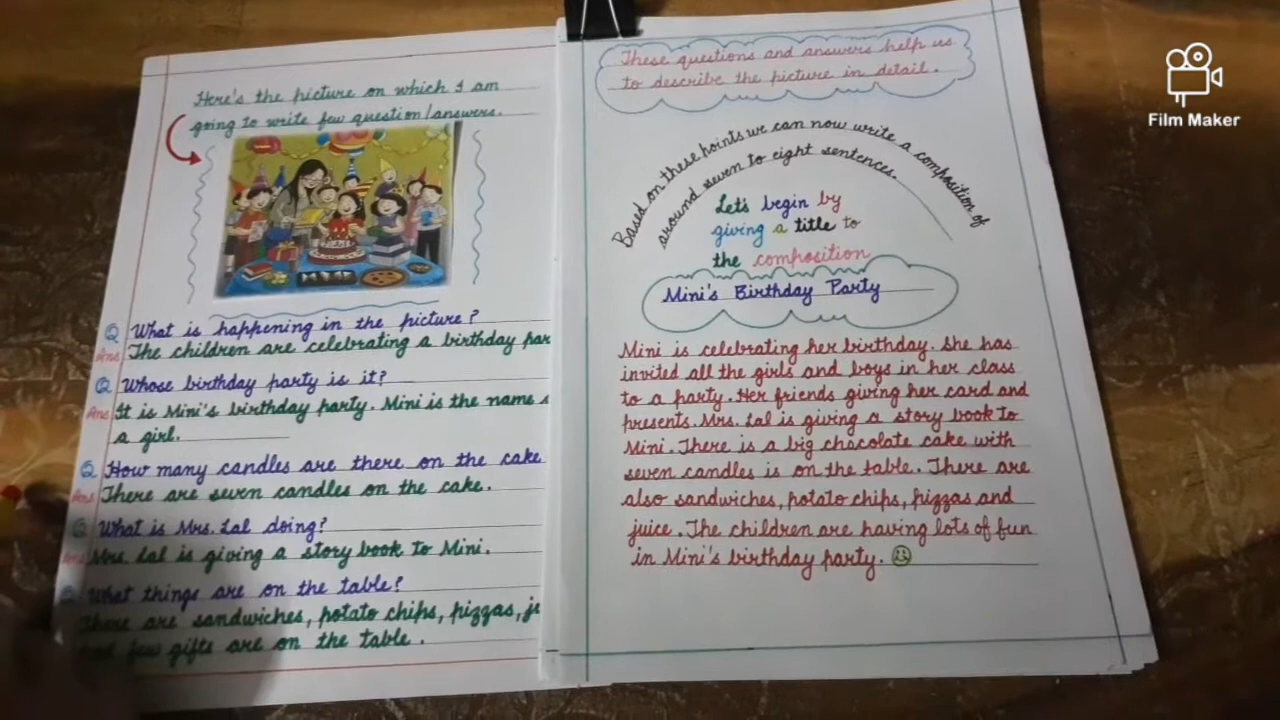 Here's the picture on which I am
going to write few question/answers.
Q What is happening in the picture?
Ans The children are celebrating a birthday par
Q Whose birthday party is it?
Ans It is Mini's birthday party. Mini is the name
a girl.
Q How many candles are there on the cake
Ans There are seven candles on the cake.
Q What is Mrs. Lal doing?
Ans Mrs. Lal is giving a story book to Mini.
What things are on the table?
There are sandwiches, potato chips, pizzas,
few gifts are on the table.
These questions and answers help us
to describe the picture in detail.
Based on these points we can now write a composition of
around seven to eight sentences.
Let's begin by
giving a title to
the composition
Mini's Birthday Party
Mini is celebrating her birthday. She has
invited all the girls and boys in her class
to a party. Her friends giving her card and
presents. Mrs. Lal is giving a story book to
Mini. There is a big chocolate cake with
seven candles is on the table. There are
also sandwiches, potato chips, pizzas and
juice. The children are having lots of fun
in Mini's birthday party.
Film Maker